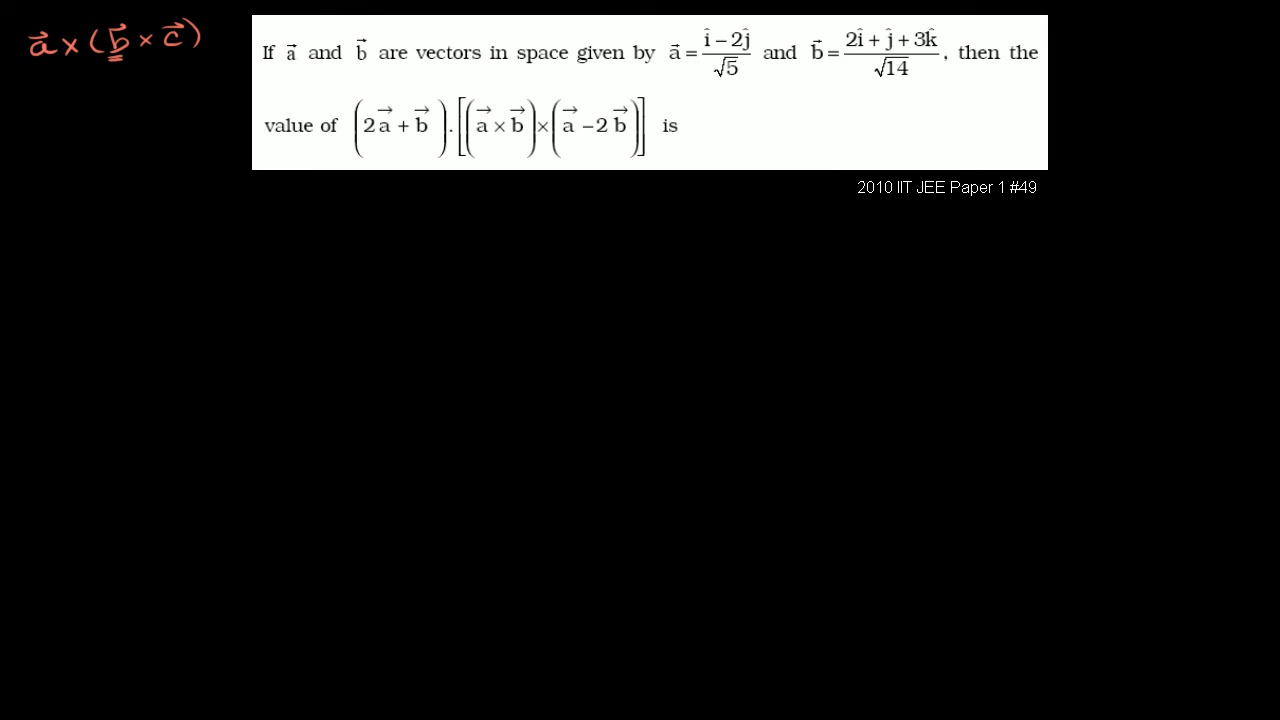 a⃗ × (b⃗ × c⃗)
If a⃗ and b⃗ are vectors in space given by a⃗ = (î − 2ĵ)/√5 and b⃗ = (2î + ĵ + 3k̂)/√14, then the
value of (2a⃗ + b⃗).[(a⃗ × b⃗)×(a⃗ − 2b⃗)] is
2010 IIT JEE Paper 1 #49